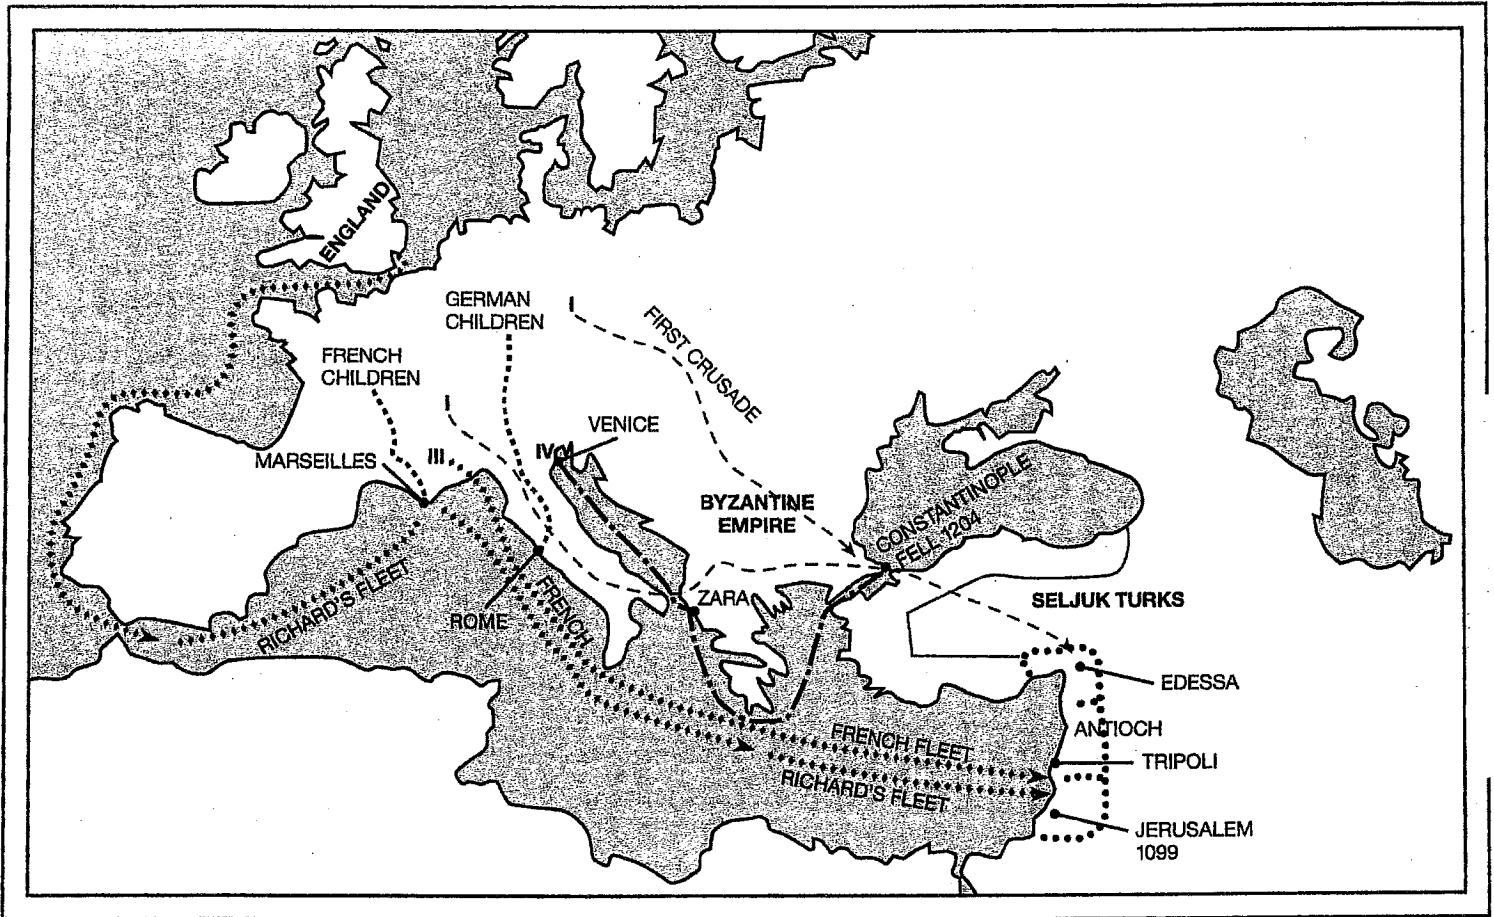 ENGLAND
GERMAN
CHILDREN
I
FIRST CRUSADE
FRENCH
CHILDREN
I
VENICE
IV
III
MARSEILLES
BYZANTINE
EMPIRE
CONSTANTINOPLE
FELL 1204
RICHARD'S FLEET
ROME
FRENCH
ZARA
SELJUK TURKS
EDESSA
ANTIOCH
FRENCH FLEET
TRIPOLI
RICHARD'S FLEET
JERUSALEM
1099